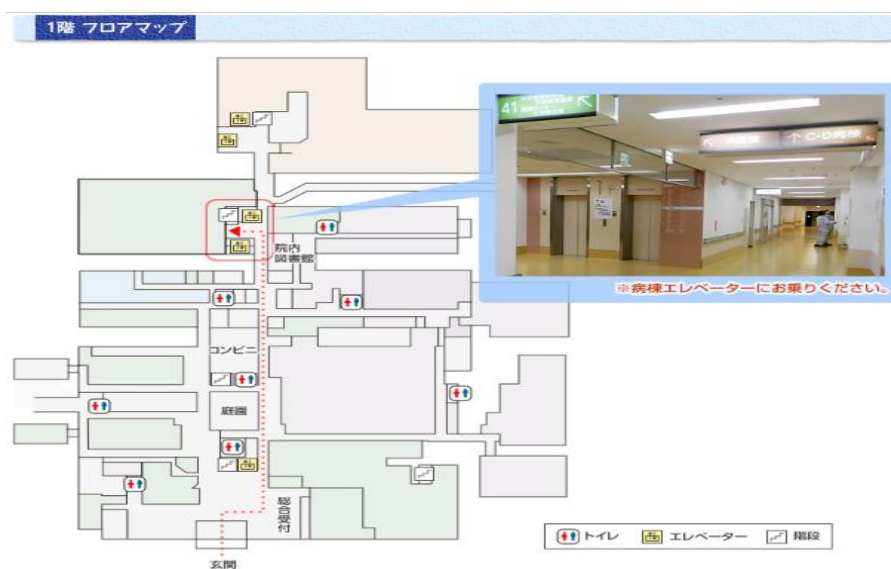 1階 フロアマップ
41
C・D病棟
※病棟エレベーターにお乗りください。
院内
図書館
コンビニ
庭園
総合受付
玄関
トイレ
エレベーター
階段